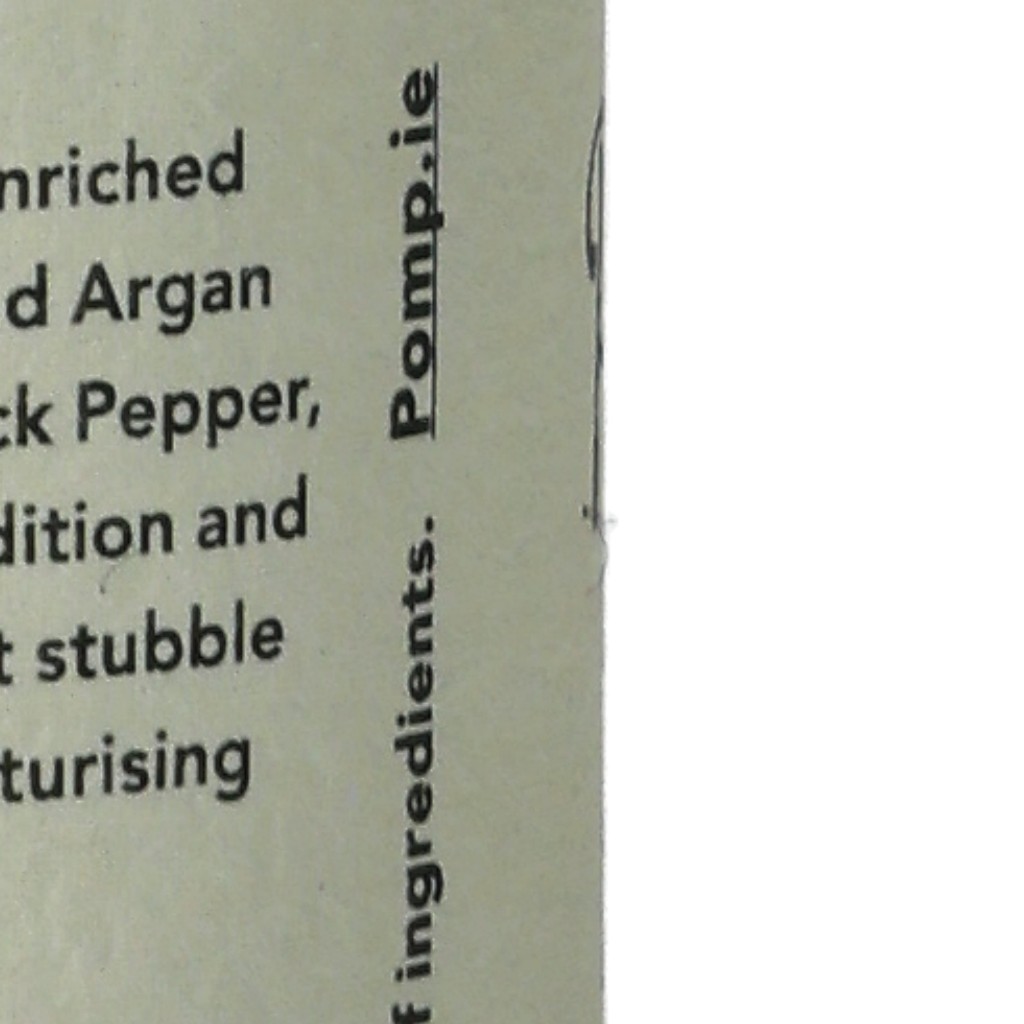 nriched
d Argan
ck Pepper,
dition and
t stubble
turising
f ingredients. Pomp.ie